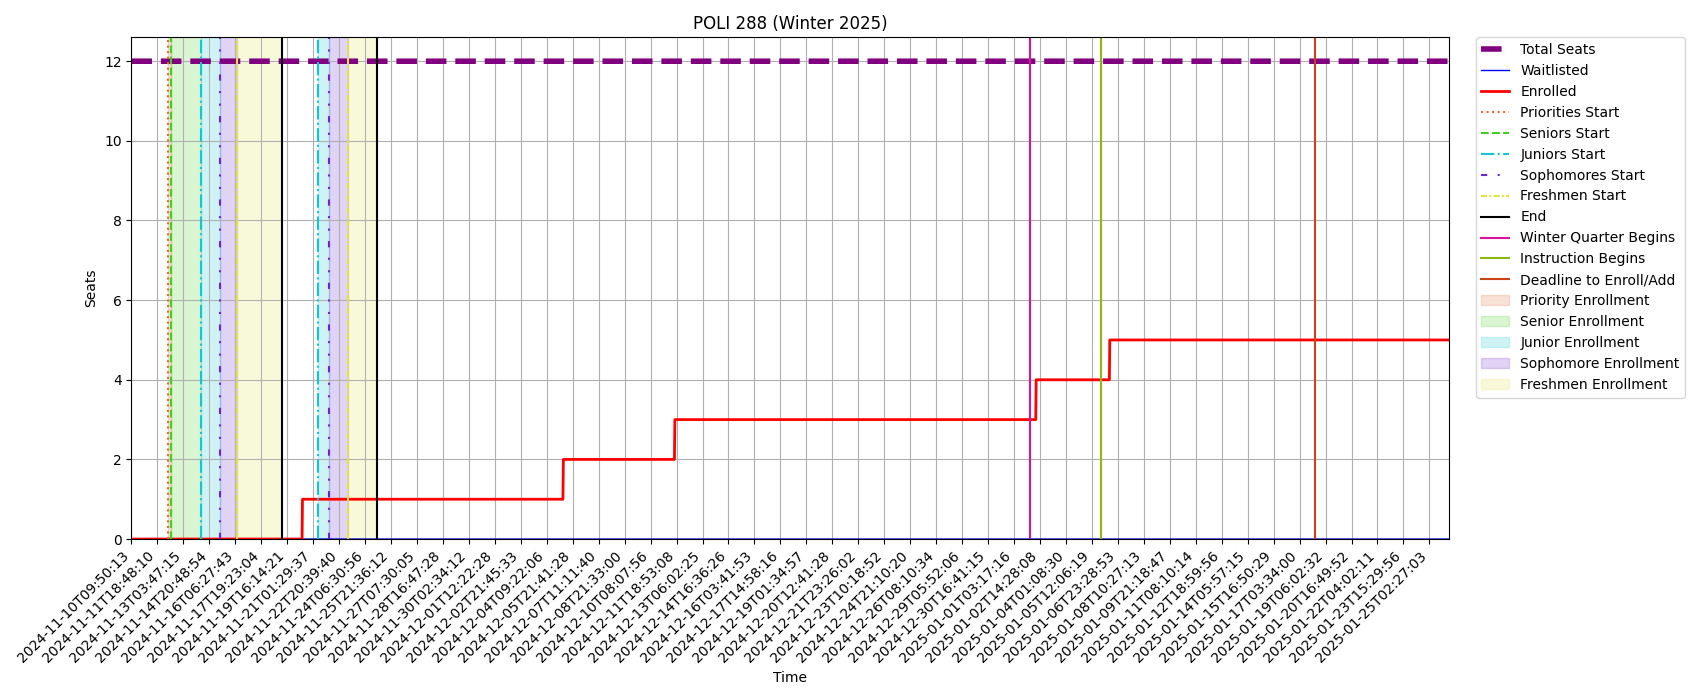 POLI 288 (Winter 2025)
Seats
12
10
8
6
4
2
0
2024-11-10T09:50:13
2024-11-11T18:48:10
2024-11-13T03:47:15
2024-11-14T20:48:54
2024-11-16T06:27:43
2024-11-17T19:23:04
2024-11-19T16:14:21
2024-11-21T01:29:37
2024-11-22T20:39:40
2024-11-24T06:30:56
2024-11-25T21:36:12
2024-11-27T07:30:05
2024-11-28T16:47:28
2024-11-30T02:34:12
2024-12-01T12:22:28
2024-12-02T21:45:33
2024-12-04T09:22:06
2024-12-05T21:41:28
2024-12-07T11:11:40
2024-12-08T21:33:00
2024-12-10T08:07:56
2024-12-11T18:53:08
2024-12-13T06:02:25
2024-12-14T16:36:26
2024-12-16T03:41:53
2024-12-17T14:58:16
2024-12-19T01:34:57
2024-12-20T12:41:28
2024-12-21T23:26:02
2024-12-23T10:18:52
2024-12-24T21:10:20
2024-12-26T08:10:34
2024-12-29T05:52:06
2024-12-30T16:41:15
2025-01-01T03:17:16
2025-01-02T14:28:08
2025-01-04T01:08:30
2025-01-05T12:06:19
2025-01-06T23:28:53
2025-01-08T10:27:13
2025-01-09T21:18:47
2025-01-11T08:10:14
2025-01-12T18:59:56
2025-01-14T05:57:15
2025-01-15T16:50:29
2025-01-17T03:34:00
2025-01-19T06:02:32
2025-01-20T16:49:52
2025-01-22T04:02:11
2025-01-23T15:29:56
2025-01-25T02:27:03
Time
Total Seats
Waitlisted
Enrolled
Priorities Start
Seniors Start
Juniors Start
Sophomores Start
Freshmen Start
End
Winter Quarter Begins
Instruction Begins
Deadline to Enroll/Add
Priority Enrollment
Senior Enrollment
Junior Enrollment
Sophomore Enrollment
Freshmen Enrollment